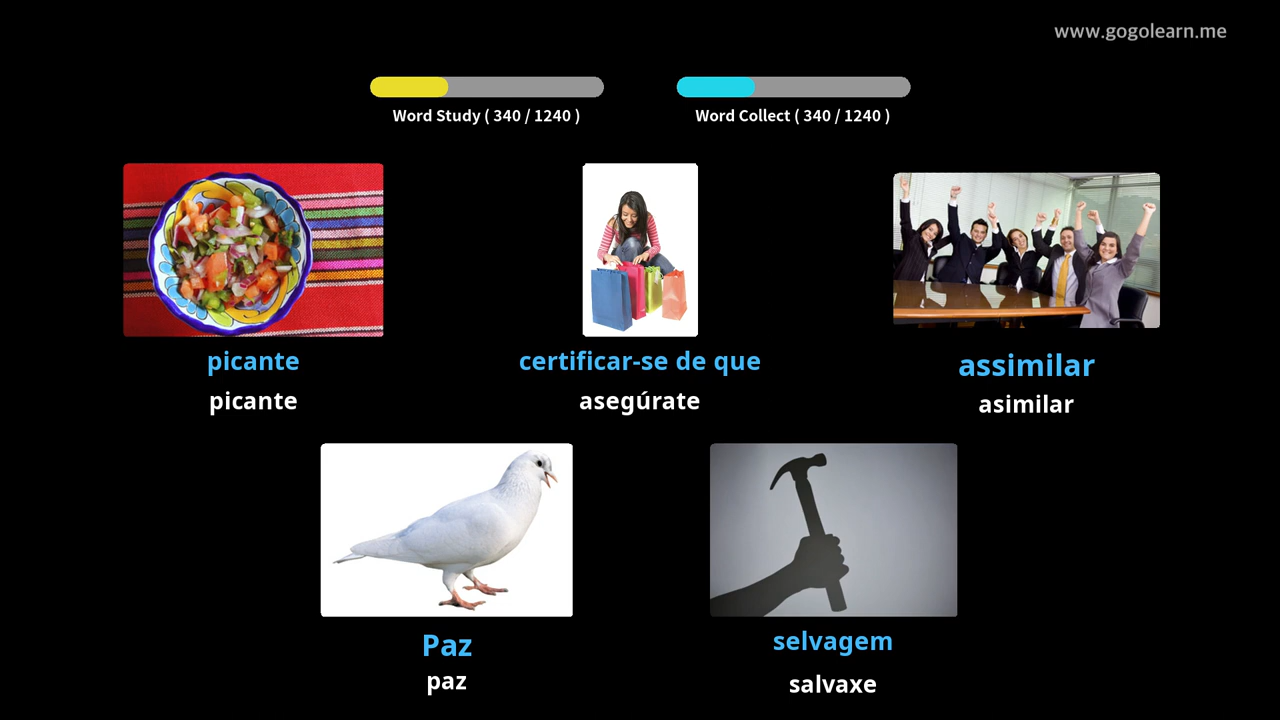 www.gogolearn.me
Word Study ( 340 / 1240 )
Word Collect ( 340 / 1240 )
picante
picante
certificar-se de que
asegúrate
assimilar
asimilar
Paz
paz
selvagem
salvaxe